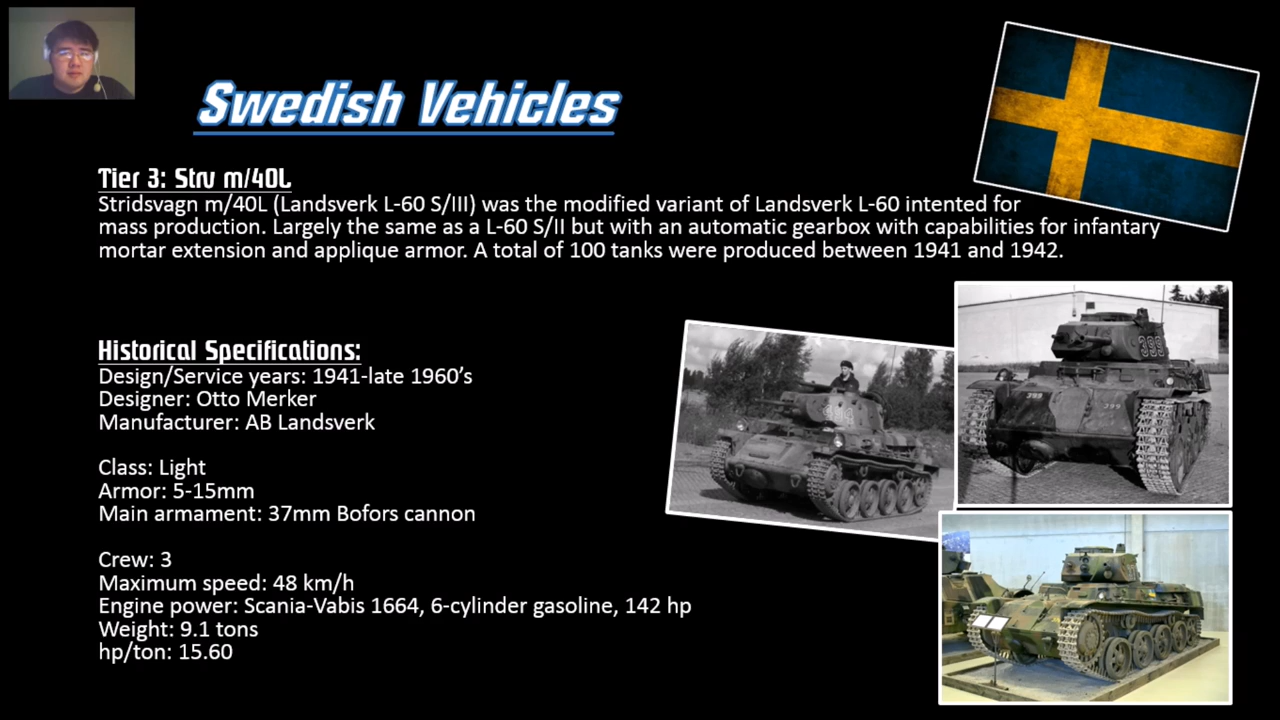 Swedish Vehicles
Tier 3: Strv m/40L
Stridsvagn m/40L (Landsverk L-60 S/III) was the modified variant of Landsverk L-60 intented for
mass production. Largely the same as a L-60 S/II but with an automatic gearbox with capabilities for infantary
mortar extension and applique armor. A total of 100 tanks were produced between 1941 and 1942.
Historical Specifications:
Design/Service years: 1941-late 1960’s
Designer: Otto Merker
Manufacturer: AB Landsverk
Class: Light
Armor: 5-15mm
Main armament: 37mm Bofors cannon
Crew: 3
Maximum speed: 48 km/h
Engine power: Scania-Vabis 1664, 6-cylinder gasoline, 142 hp
Weight: 9.1 tons
hp/ton: 15.60
399
399
399